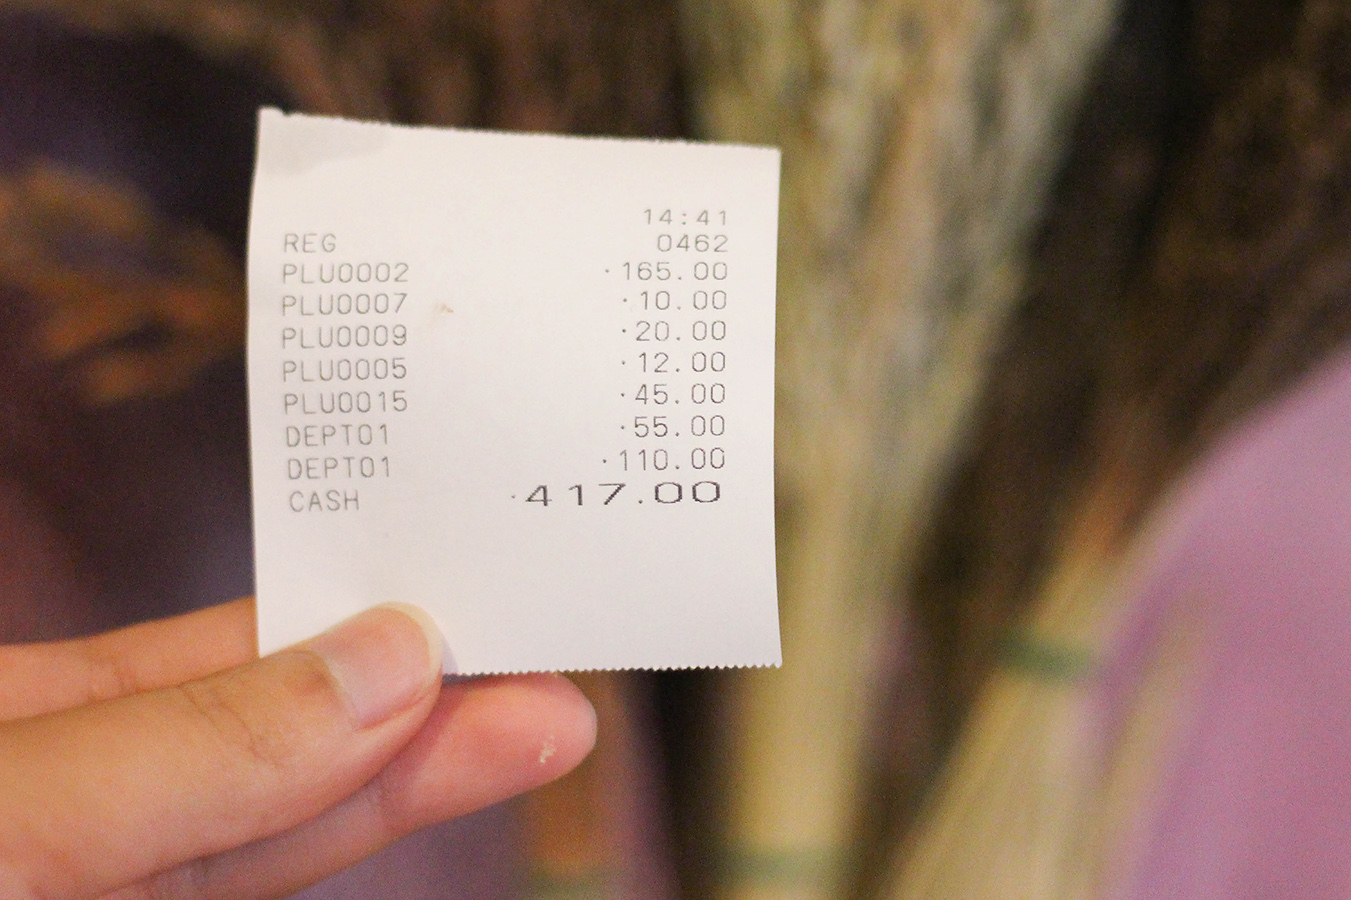 14:41
REG 0462
PLU0002 ·165.00
PLU0007 ·10.00
PLU0009 ·20.00
PLU0005 ·12.00
PLU0015 ·45.00
DEPT01 ·55.00
DEPT01 ·110.00
CASH ·417.00